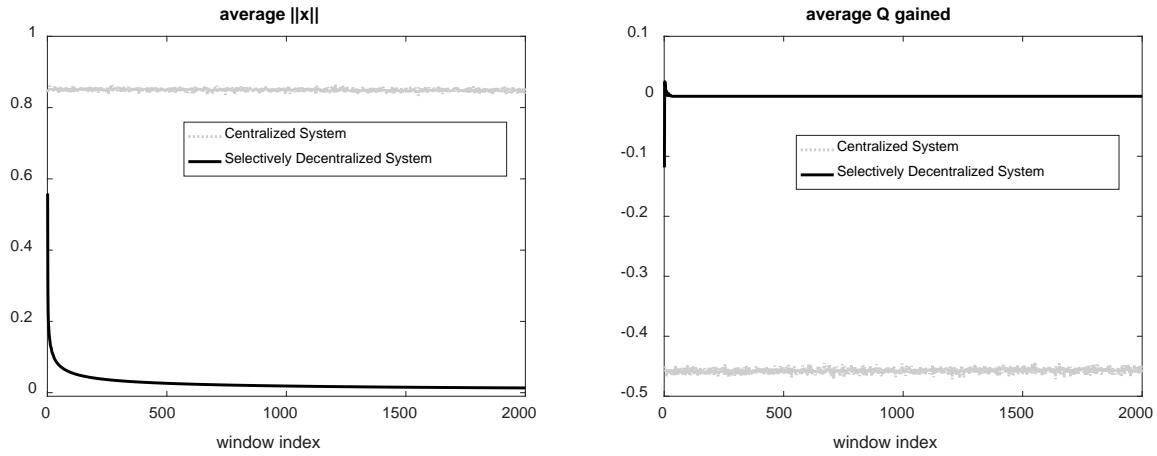 average ||x||
1
0.8
0.6
0.4
0.2
0
0
500
1000
1500
2000
window index
Centralized System
Selectively Decentralized System
average Q gained
0.1
0
-0.1
-0.2
-0.3
-0.4
-0.5
0
500
1000
1500
2000
window index
Centralized System
Selectively Decentralized System